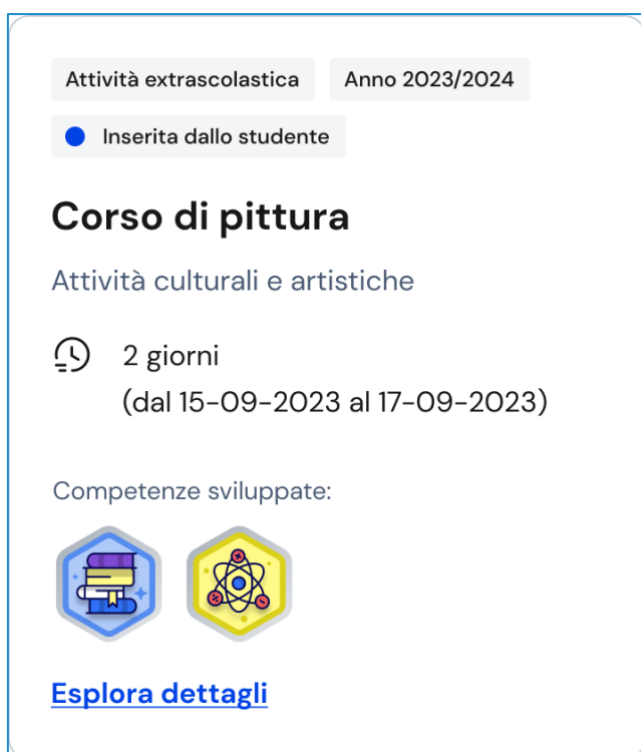 Attività extrascolastica
Anno 2023/2024
Inserita dallo studente
Corso di pittura
Attività culturali e artistiche
2 giorni
(dal 15-09-2023 al 17-09-2023)
Competenze sviluppate:
Esplora dettagli